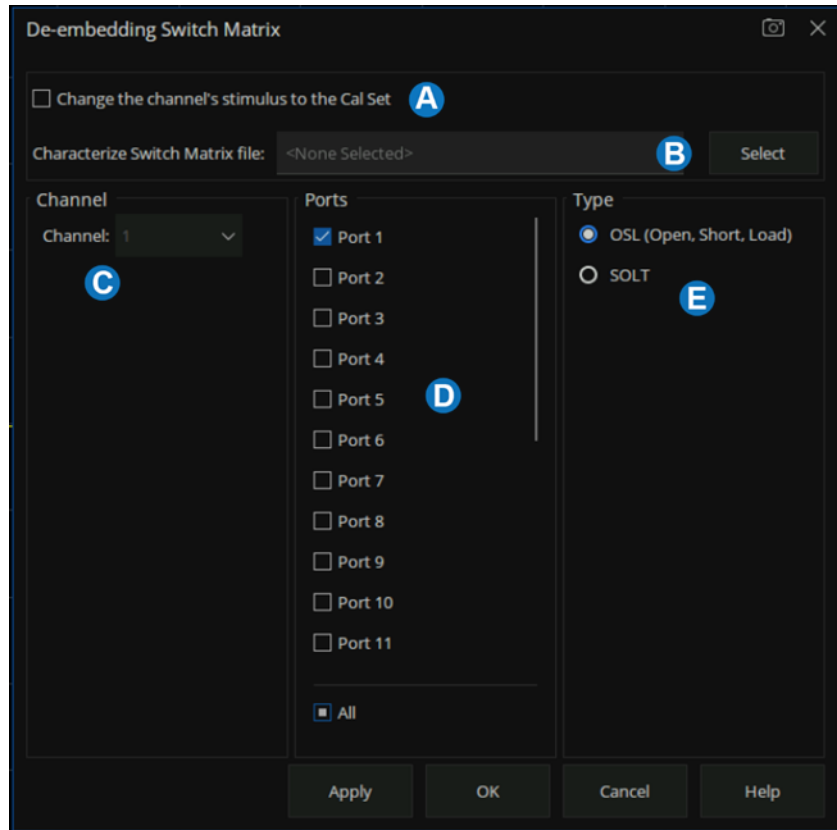 De-embedding Switch Matrix
Change the channel's stimulus to the Cal Set A
Characterize Switch Matrix file: <None Selected> B Select
Channel
Channel: 1
C
Ports
Port 1
Port 2
Port 3
Port 4
Port 5
D
Port 6
Port 7
Port 8
Port 9
Port 10
Port 11
All
Type
OSL (Open, Short, Load)
SOLT
E
Apply OK Cancel Help